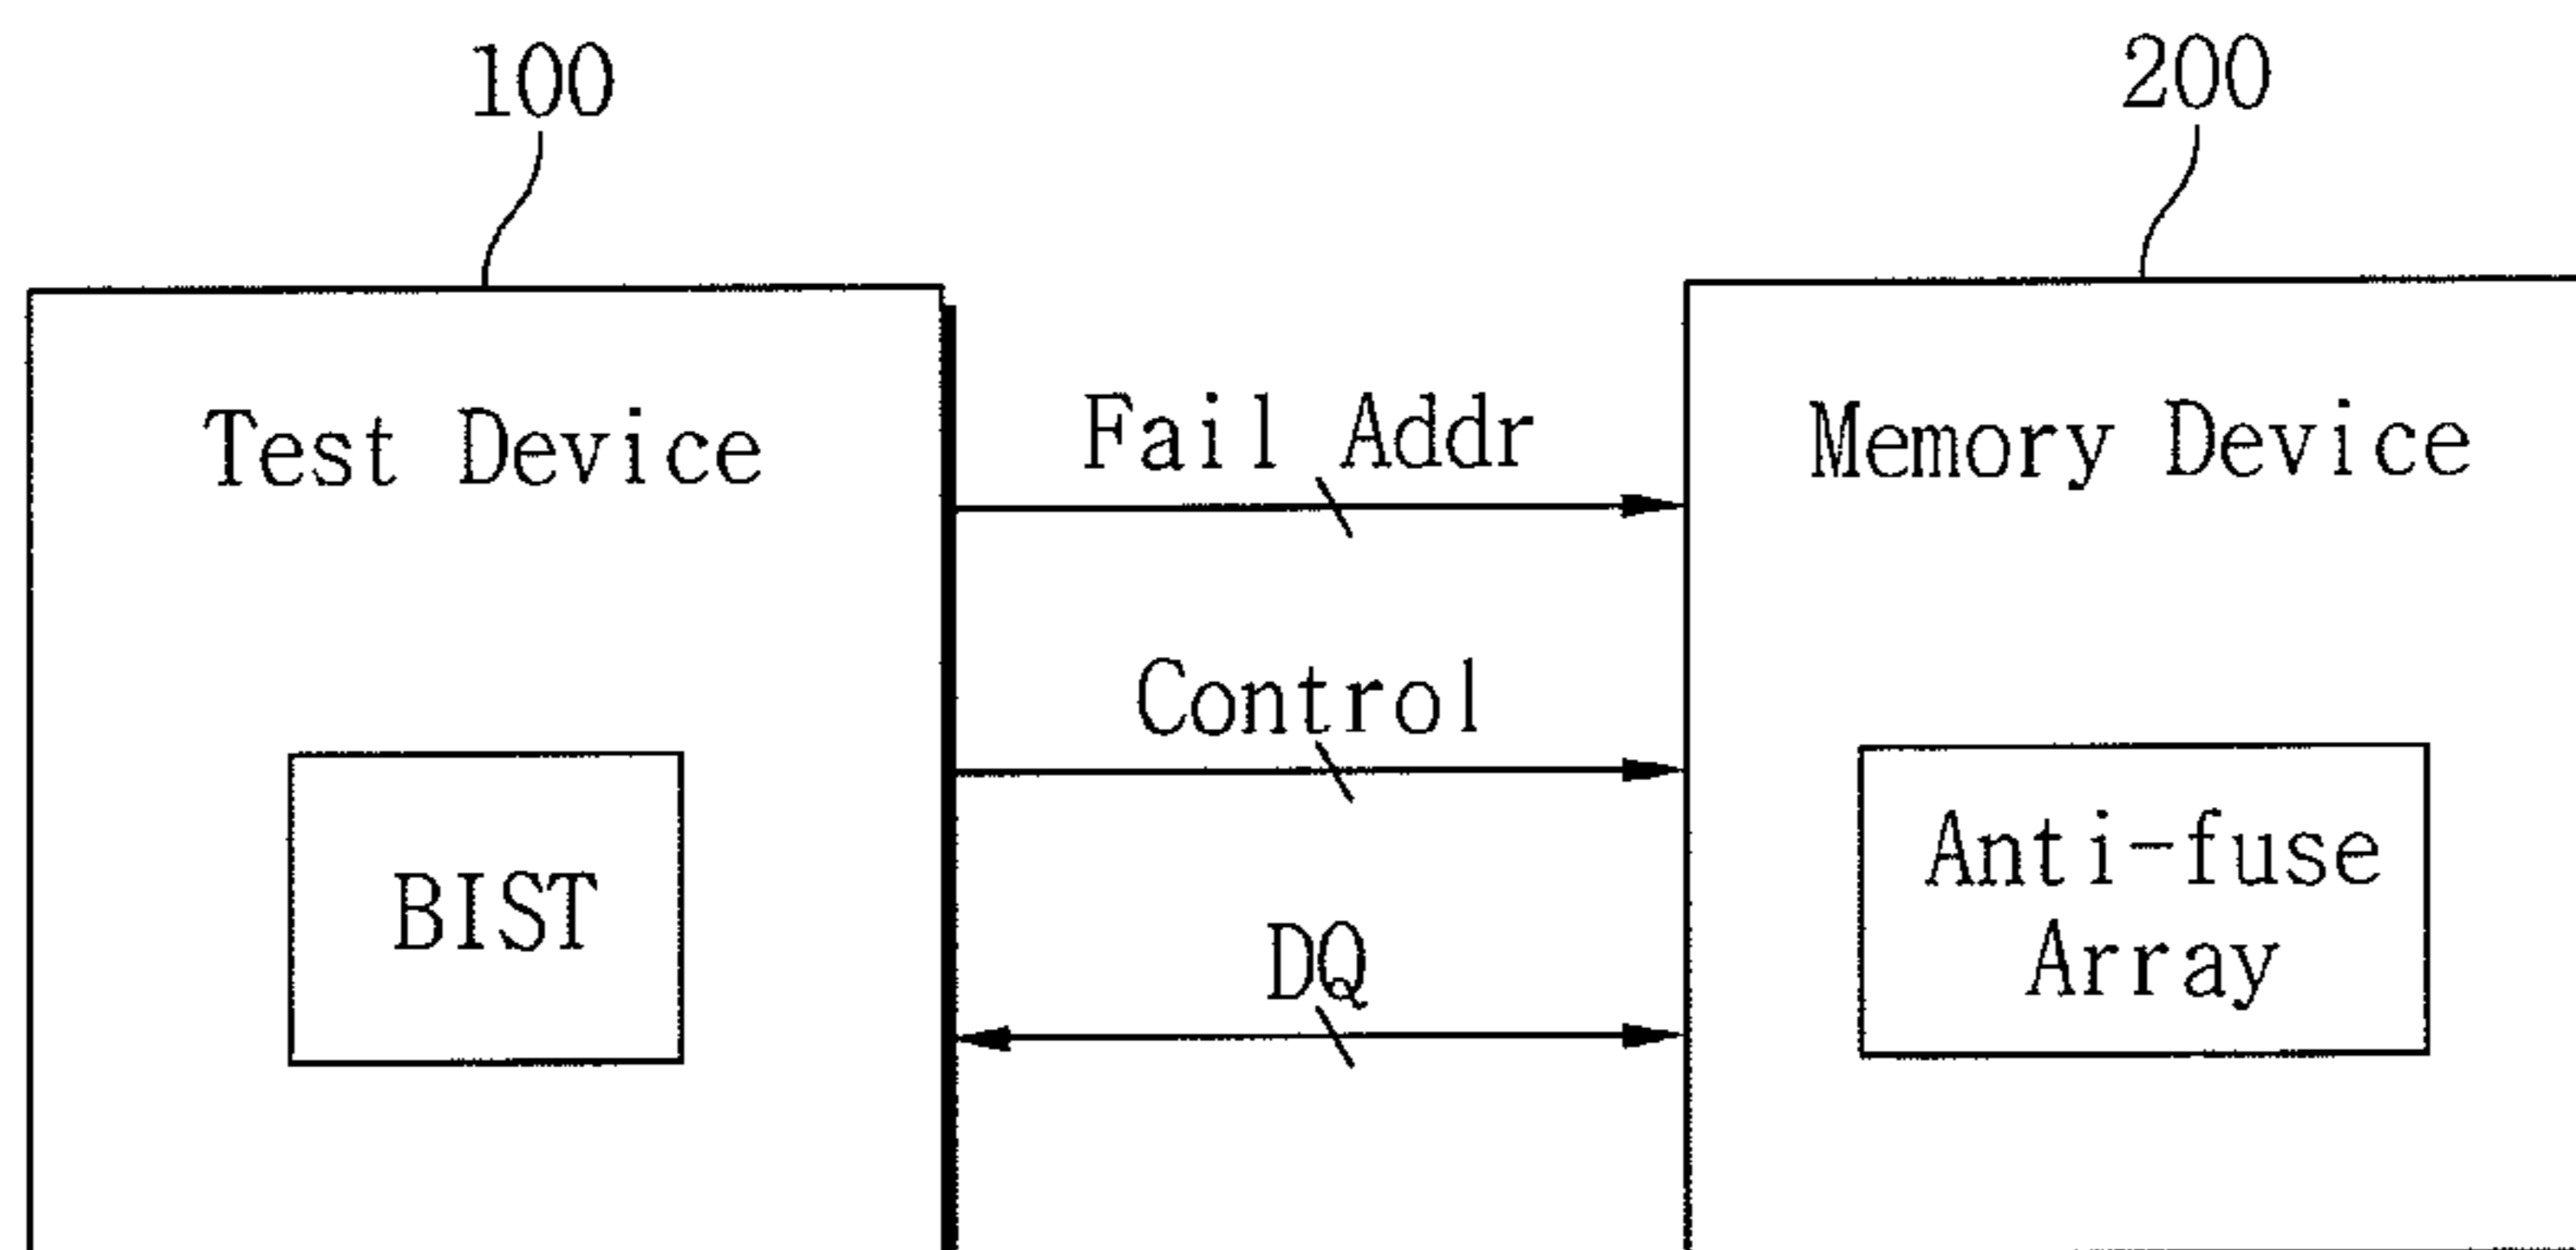 100
200
Test Device
Fail Addr
Memory Device
Control
BIST
Anti-fuse
Array
DQ